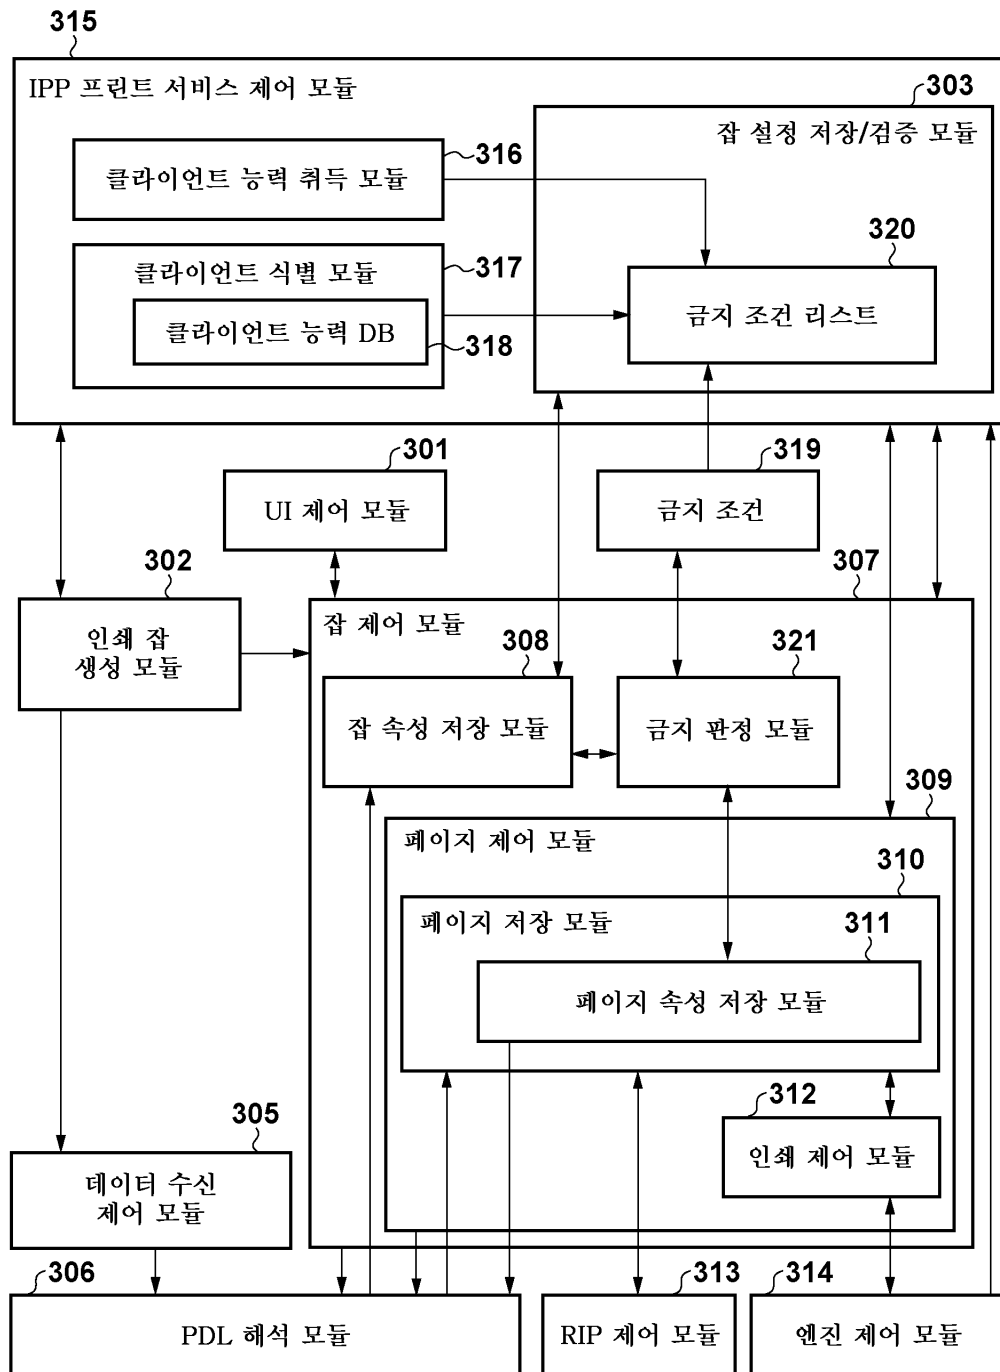 315
IPP 프린트 서비스 제어 모듈
303
잡 설정 저장/검증 모듈
316
클라이언트 능력 취득 모듈
320
클라이언트 식별 모듈
317
금지 조건 리스트
클라이언트 능력 DB
318
301
319
UI 제어 모듈
금지 조건
302
307
인쇄 잡
생성 모듈
잡 제어 모듈
308
321
잡 속성 저장 모듈
금지 판정 모듈
309
페이지 제어 모듈
310
페이지 저장 모듈
311
페이지 속성 저장 모듈
312
305
인쇄 제어 모듈
데이터 수신
제어 모듈
306
313
314
PDL 해석 모듈
RIP 제어 모듈
엔진 제어 모듈